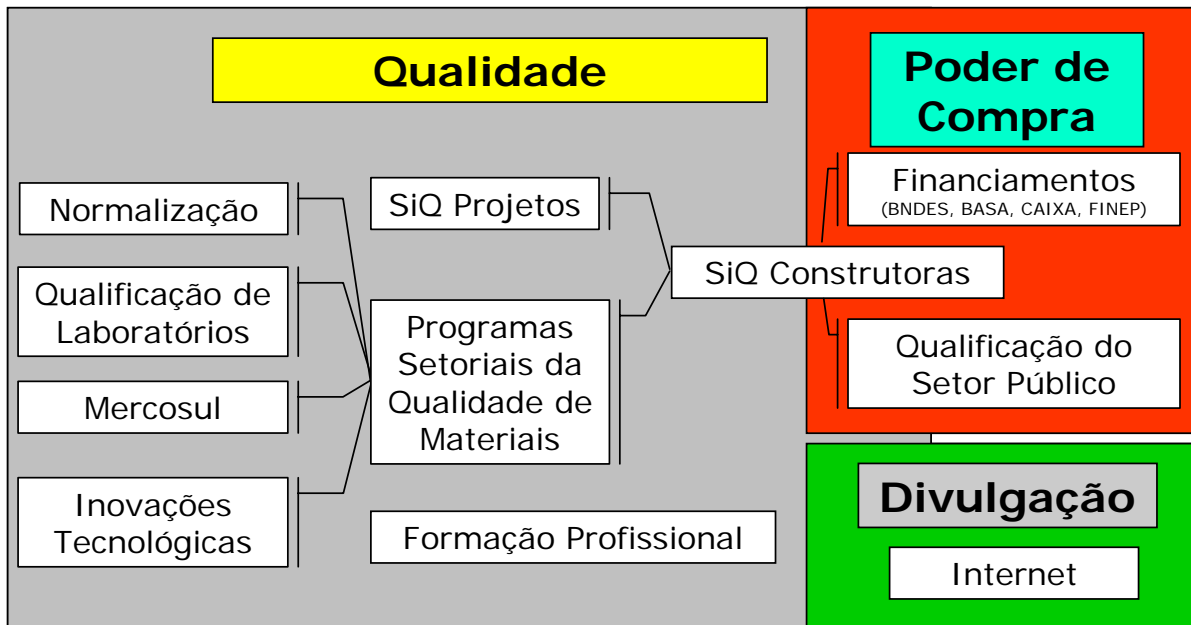 Qualidade
Normalização
Qualificação de
Laboratórios
Mercosul
Inovações
Tecnológicas
SiQ Projetos
Programas
Setoriais da
Qualidade de
Materiais
Formação Profissional
SiQ Construtoras
Poder de
Compra
Financiamentos
(BNDES, BASA, CAIXA, FINEP)
Qualificação do
Setor Público
Divulgação
Internet